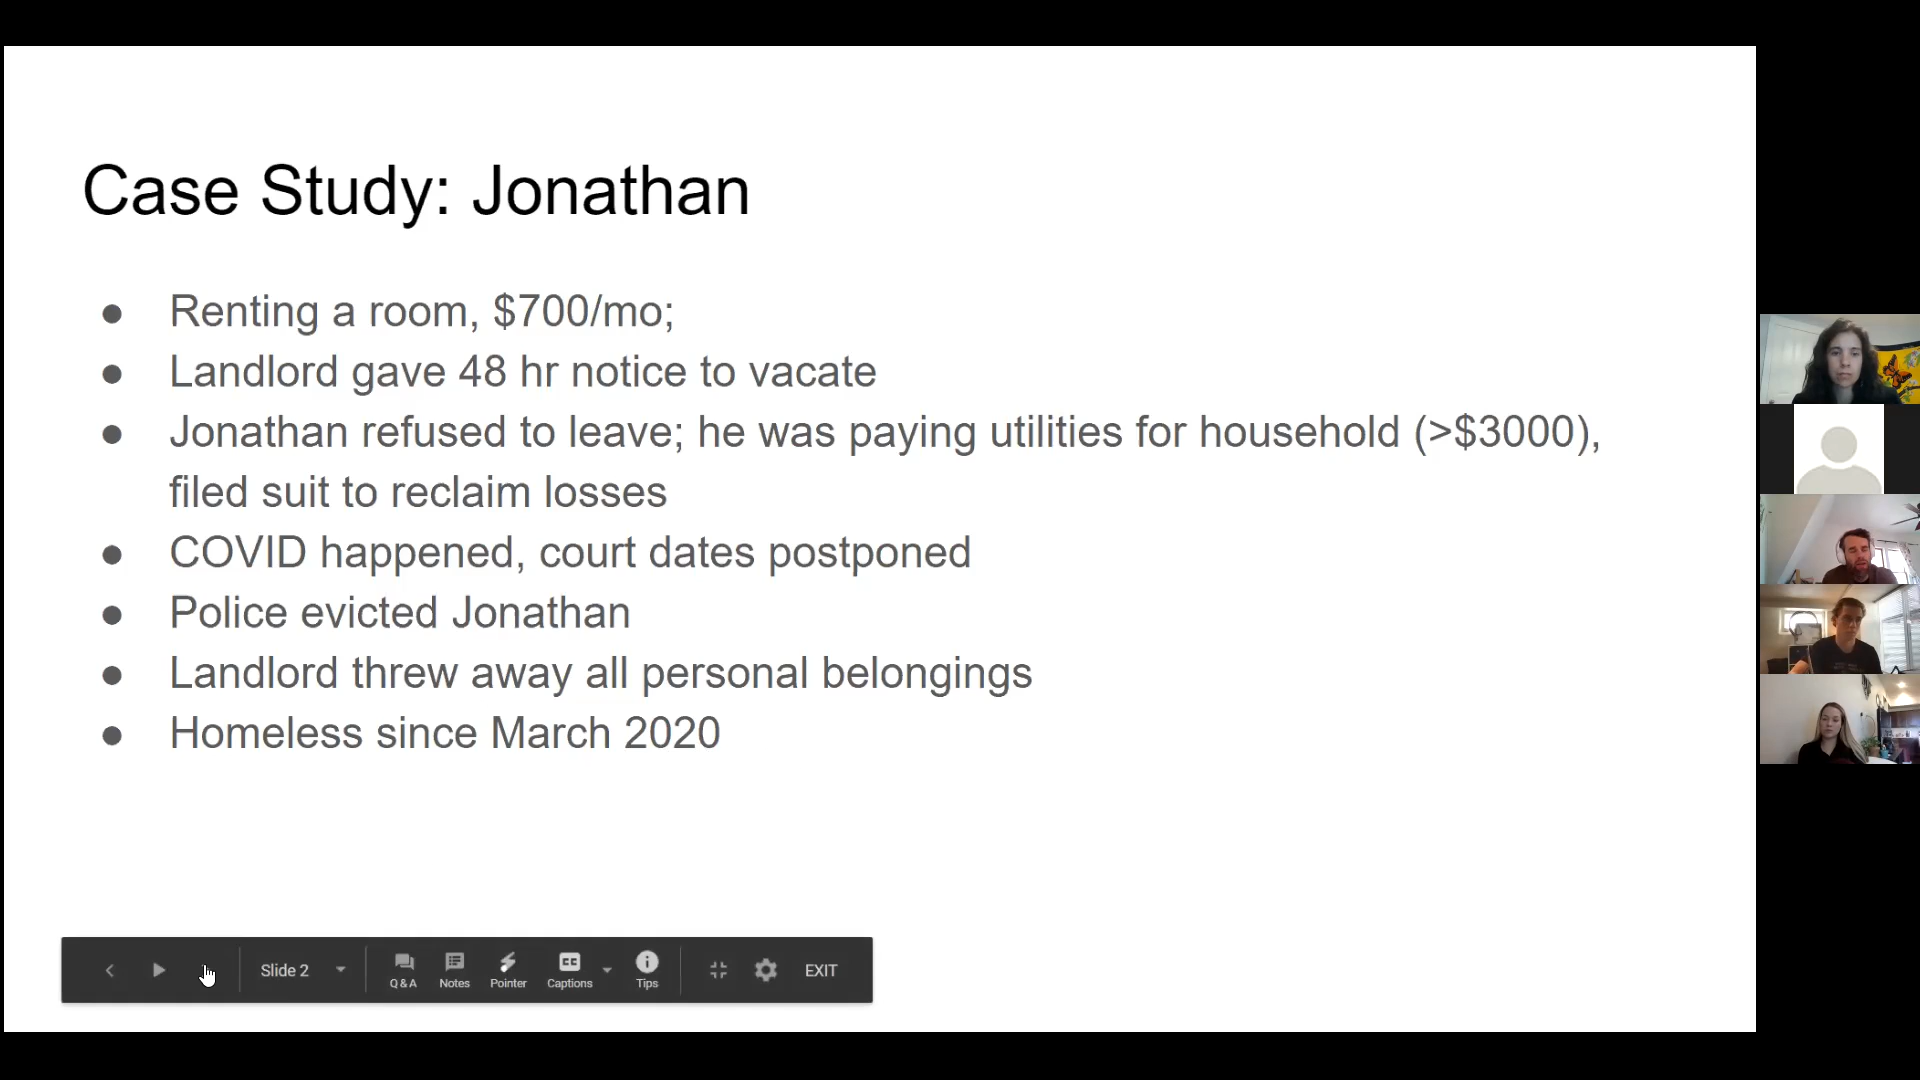 Case Study: Jonathan
● Renting a room, $700/mo;
● Landlord gave 48 hr notice to vacate
● Jonathan refused to leave; he was paying utilities for household (>$3000),
filed suit to reclaim losses
● COVID happened, court dates postponed
● Police evicted Jonathan
● Landlord threw away all personal belongings
● Homeless since March 2020
Slide 2
Q & A
Notes
Pointer
CC
Captions
Tips
EXIT